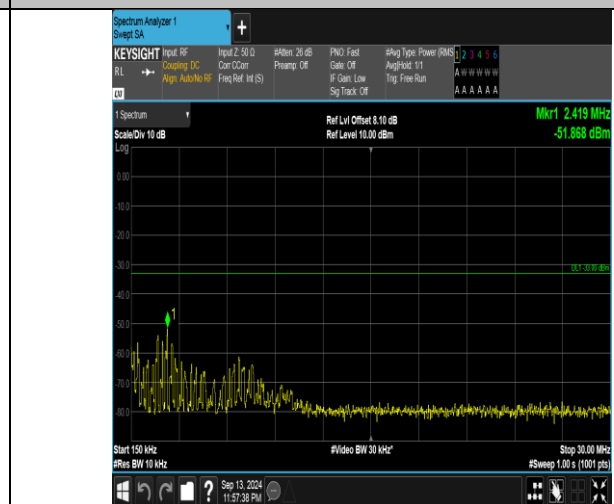 Spectrum Analyzer 1
Swept SA
+
KEYSIGHT Input: RF Input Z: 50 Ω #Atten: 26 dB PNO: Fast #Avg Type: Power (RMS 1 2 3 4 5 6
RL Coupling: DC Corr CCorr Preamp: Off Gate: Off Avg|Hold: 1/1 A W W W W W
Align: Auto/No RF Freq Ref: Int (S) IF Gain: Low Trig: Free Run
Sig Track: Off A A A A A A
LXI
1 Spectrum Ref Lvl Offset 8.10 dB Mkr1 2.419 MHz
Scale/Div 10 dB Ref Level 10.00 dBm -51.868 dBm
Log
0.00
-10.0
-20.0
-30.0
DL1 -33.00 dBm
-40.0
1
-50.0
-60.0
-70.0
-80.0
Start 150 kHz #Video BW 30 kHz* Stop 30.00 MHz
#Res BW 10 kHz #Sweep 1.00 s (1001 pts)
? Sep 13, 2024
11:57:38 PM